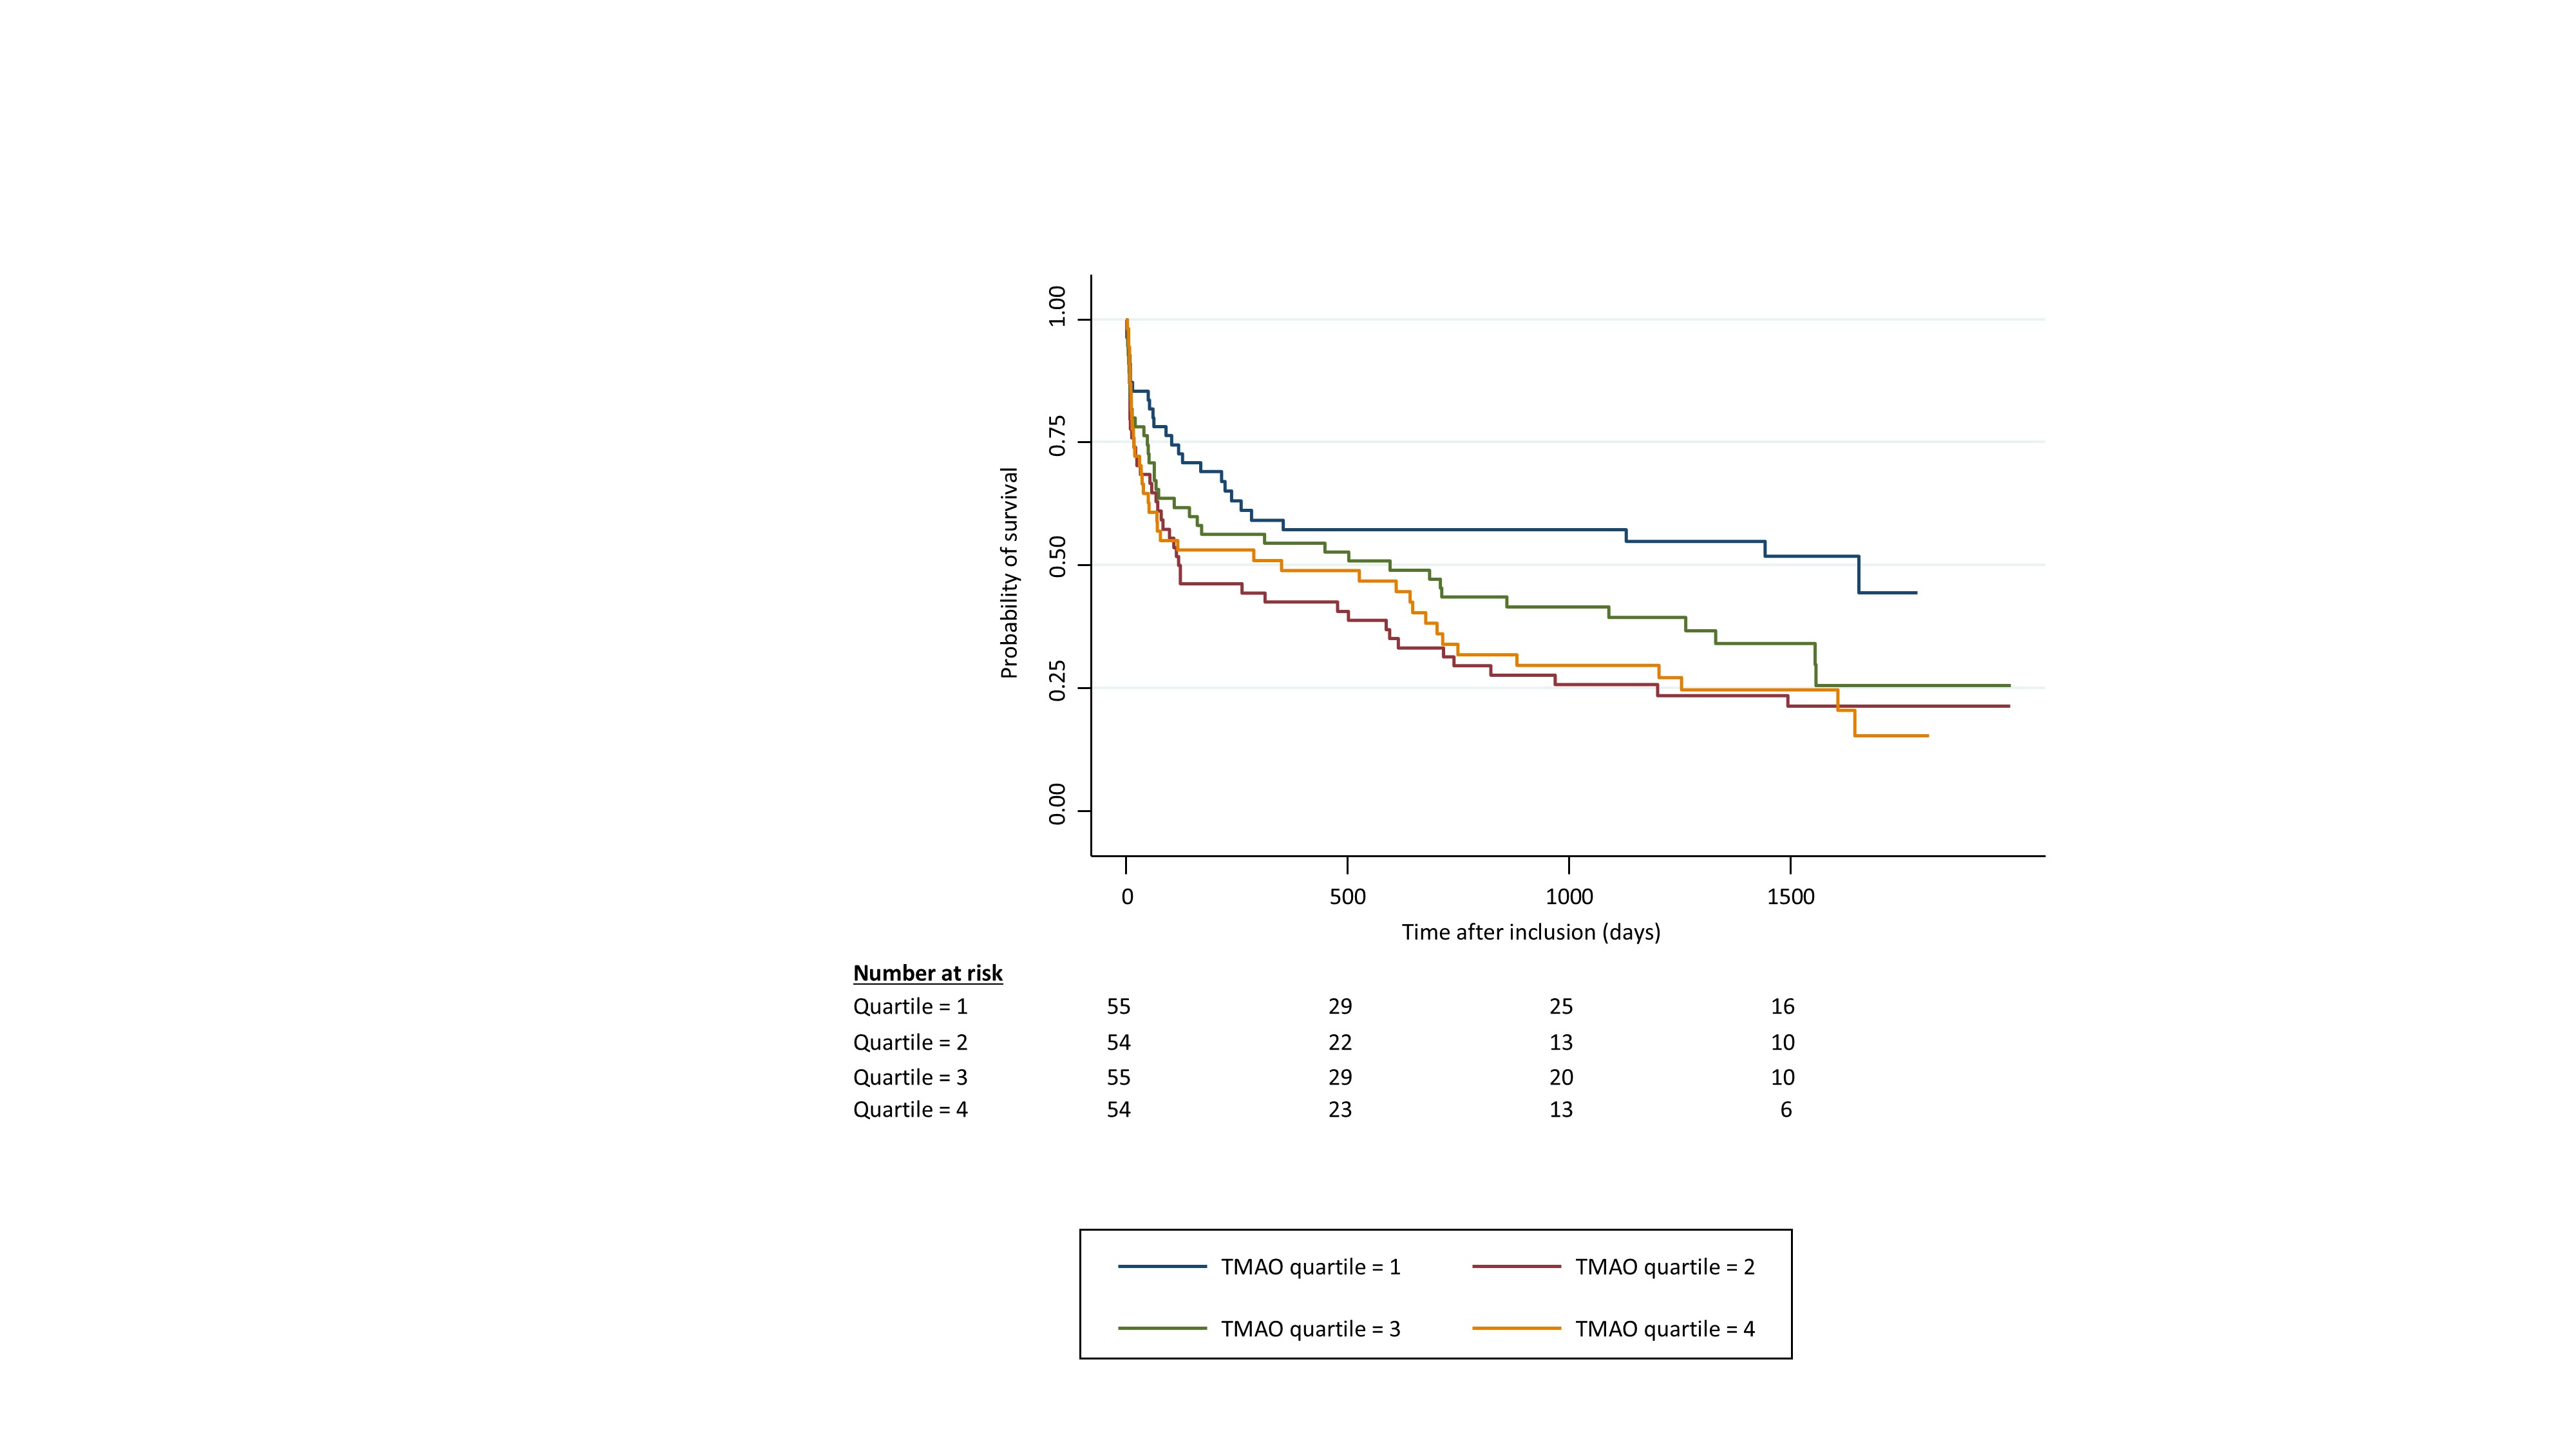 1.00
0.75
0.50
0.25
0.00
Probability of survival
0 500 1000 1500
Time after inclusion (days)
Number at risk
Quartile = 1 55 29 25 16
Quartile = 2 54 22 13 10
Quartile = 3 55 29 20 10
Quartile = 4 54 23 13 6
TMAO quartile = 1 TMAO quartile = 2
TMAO quartile = 3 TMAO quartile = 4